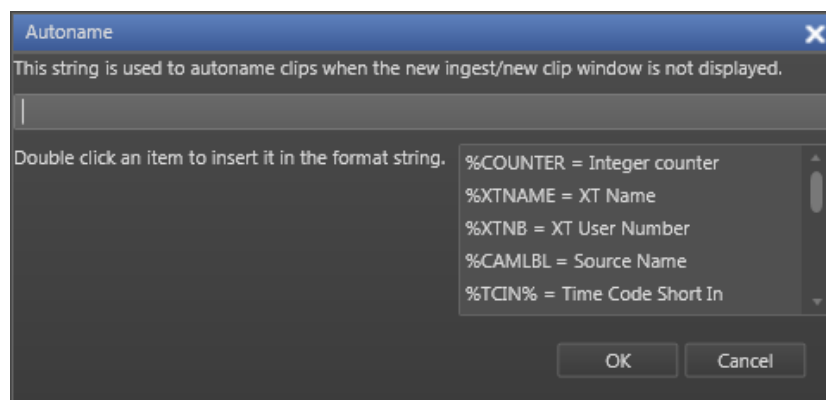 Autoname
This string is used to autoname clips when the new ingest/new clip window is not displayed.
Double click an item to insert it in the format string.
%COUNTER = Integer counter
%XTNAME = XT Name
%XTNB = XT User Number
%CAMLBL = Source Name
%TCIN% = Time Code Short In
OK
Cancel